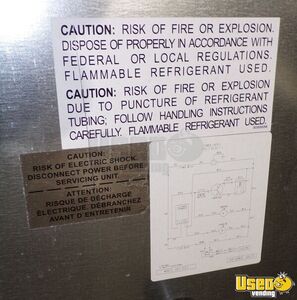 CAUTION: RISK OF FIRE OR EXPLOSION.
DISPOSE OF PROPERLY IN ACCORDANCE WITH
FEDERAL OR LOCAL REGULATIONS.
FLAMMABLE REFRIGERANT USED.
CAUTION: RISK OF FIRE OR EXPLOSION
DUE TO PUNCTURE OF REFRIGERANT
TUBING; FOLLOW HANDLING INSTRUCTIONS
CAREFULLY. FLAMMABLE REFRIGERANT USED.
CAUTION:
RISK OF ELECTRIC SHOCK.
DISCONNECT POWER BEFORE
SERVICING UNIT.
ATTENTION:
RISQUE DE DÉCHARGE
ÉLECTRIQUE. DÉBRANCHEZ
AVANT D'ENTRETENIR
Used
vending